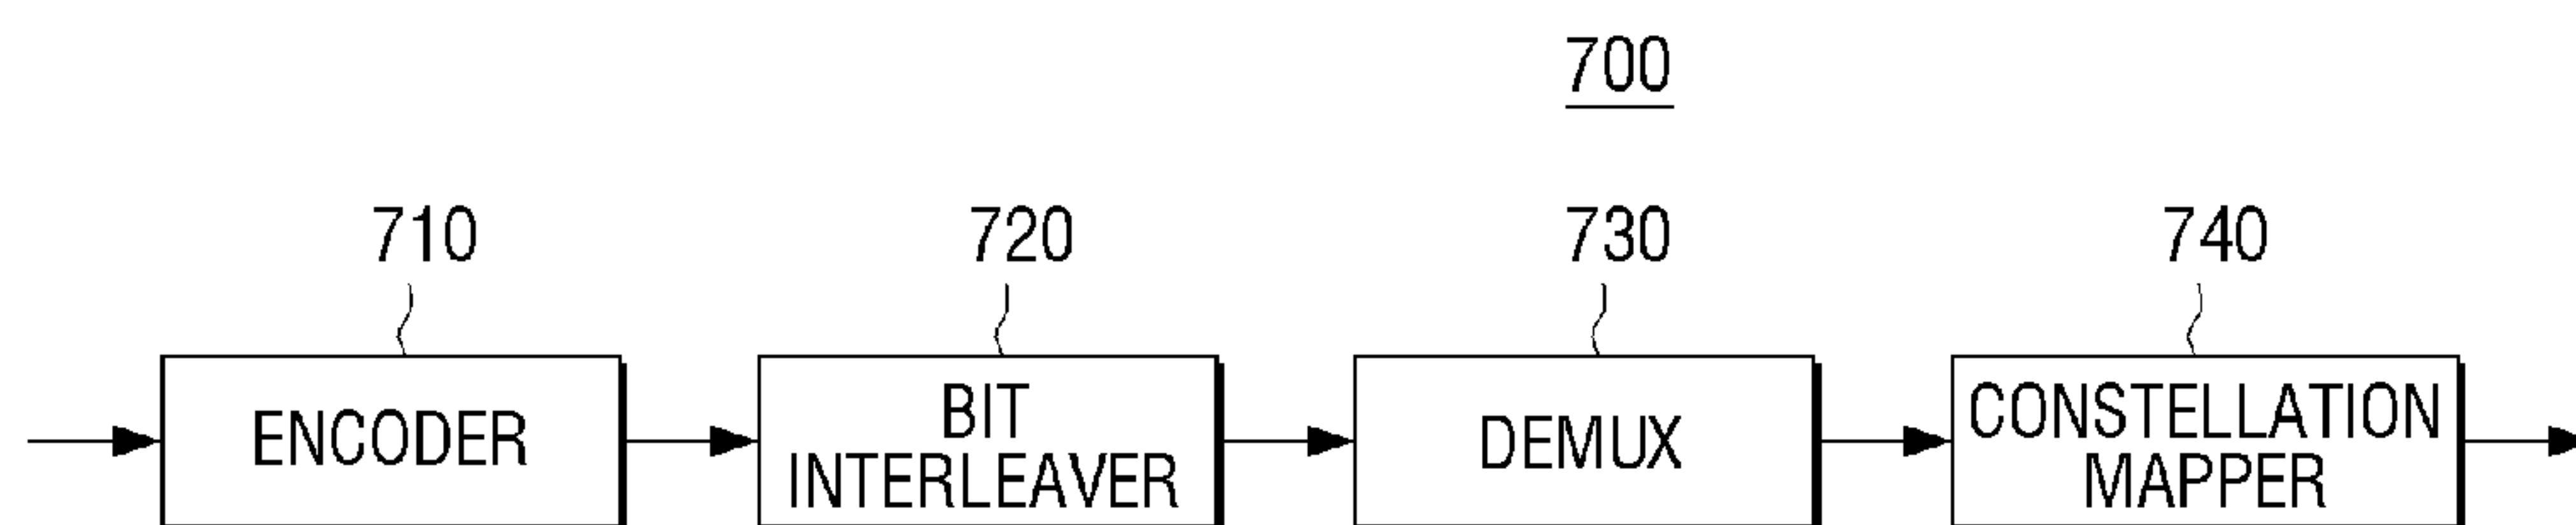 700
710
720
730
740
ENCODER
BIT
INTERLEAVER
DEMUX
CONSTELLATION
MAPPER